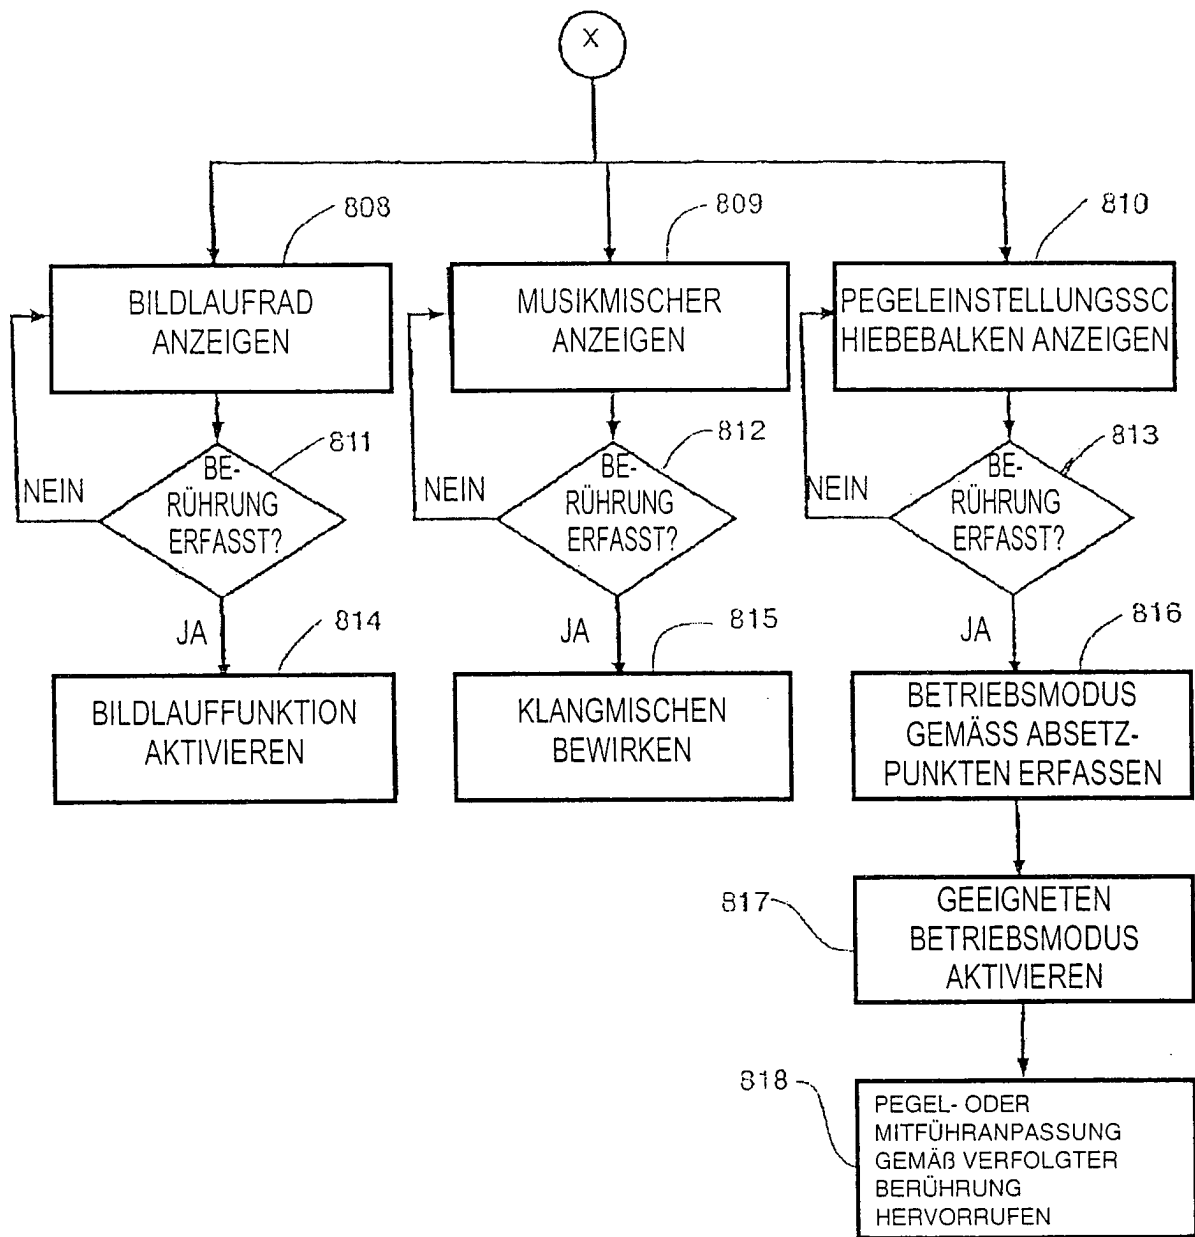 X
808
809
810
BILDLAUFRAD
ANZEIGEN
MUSIKMISCHER
ANZEIGEN
PEGELEINSTELLUNGSSC
HIEBEBALKEN ANZEIGEN
811
812
813
NEIN
BE-
RÜHRUNG
ERFASST?
NEIN
BE-
RÜHRUNG
ERFASST?
NEIN
BE-
RÜHRUNG
ERFASST?
JA
814
JA
815
JA
816
BILDLAUFFUNKTION
AKTIVIEREN
KLANGMISCHEN
BEWIRKEN
BETRIEBSMODUS
GEMÄSS ABSETZ-
PUNKTEN ERFASSEN
817
GEEIGNETEN
BETRIEBSMODUS
AKTIVIEREN
818
PEGEL- ODER
MITFÜHRANPASSUNG
GEMÄß VERFOLGTER
BERÜHRUNG
HERVORRUFEN